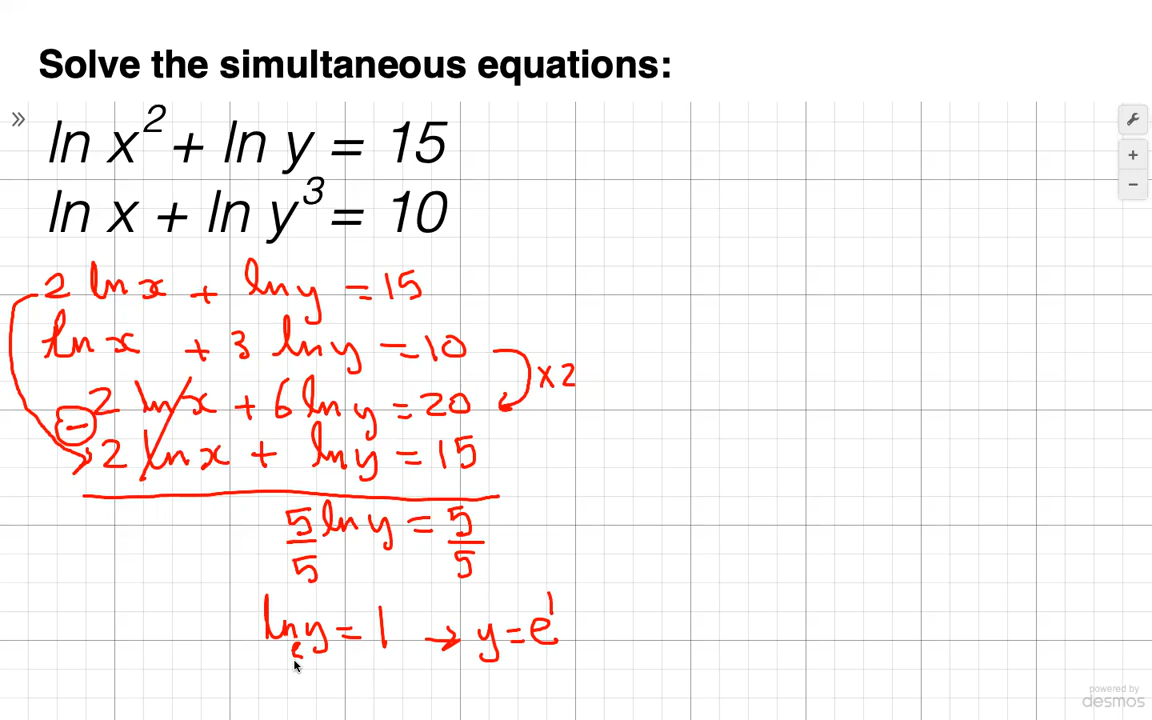 Solve the simultaneous equations:
ln x² + ln y = 15
ln x + ln y³ = 10
2 ln x + ln y = 15
ln x + 3 ln y = 10
×2
2 ln x + 6 ln y = 20
−
2 ln x + ln y = 15
5/5 ln y = 5/5
lnₑ y = 1 → y = e¹
powered by
desmos